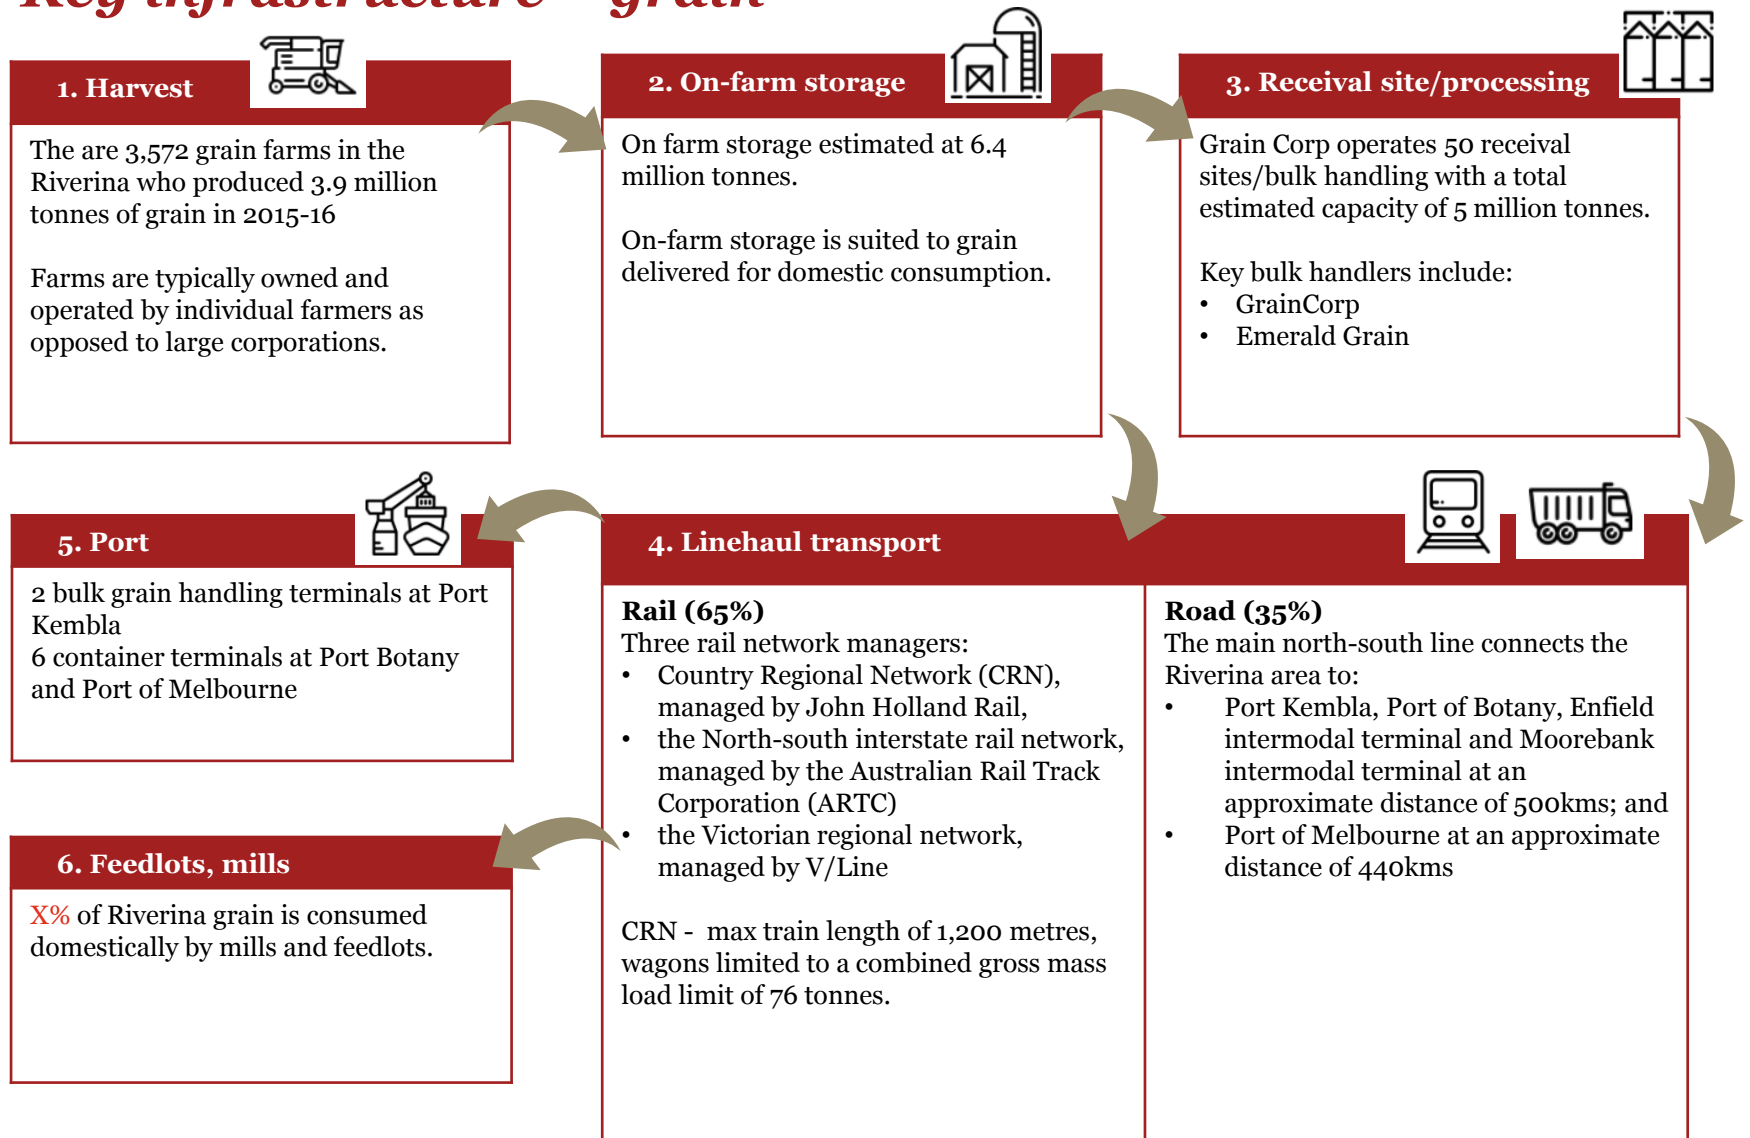 Key infrastructure – grain
1. Harvest
The are 3,572 grain farms in the
Riverina who produced 3.9 million
tonnes of grain in 2015-16
Farms are typically owned and
operated by individual farmers as
opposed to large corporations.
2. On-farm storage
On farm storage estimated at 6.4
million tonnes.
On-farm storage is suited to grain
delivered for domestic consumption.
3. Receival site/processing
Grain Corp operates 50 receival
sites/bulk handling with a total
estimated capacity of 5 million tonnes.
Key bulk handlers include:
• GrainCorp
• Emerald Grain
4. Linehaul transport
Rail (65%)
Three rail network managers:
• Country Regional Network (CRN),
managed by John Holland Rail,
• the North-south interstate rail network,
managed by the Australian Rail Track
Corporation (ARTC)
• the Victorian regional network,
managed by V/Line
CRN - max train length of 1,200 metres,
wagons limited to a combined gross mass
load limit of 76 tonnes.
Road (35%)
The main north-south line connects the
Riverina area to:
• Port Kembla, Port of Botany, Enfield
intermodal terminal and Moorebank
intermodal terminal at an
approximate distance of 500kms; and
• Port of Melbourne at an approximate
distance of 440kms
5. Port
2 bulk grain handling terminals at Port
Kembla
6 container terminals at Port Botany
and Port of Melbourne
6. Feedlots, mills
X% of Riverina grain is consumed
domestically by mills and feedlots.